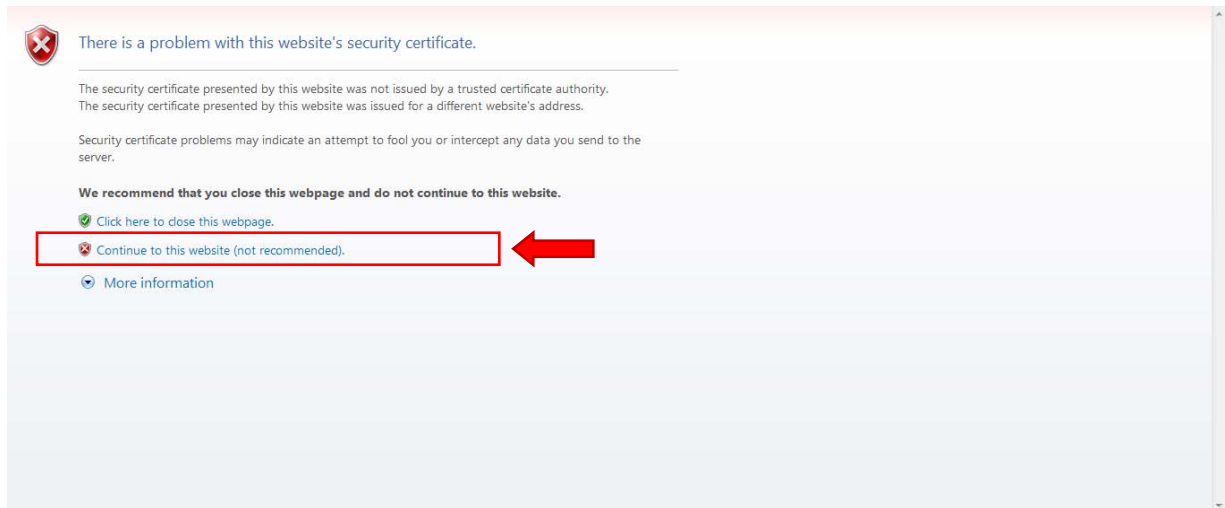 There is a problem with this website's security certificate.
The security certificate presented by this website was not issued by a trusted certificate authority.
The security certificate presented by this website was issued for a different website's address.
Security certificate problems may indicate an attempt to fool you or intercept any data you send to the
server.
We recommend that you close this webpage and do not continue to this website.
Click here to close this webpage.
Continue to this website (not recommended).
More information